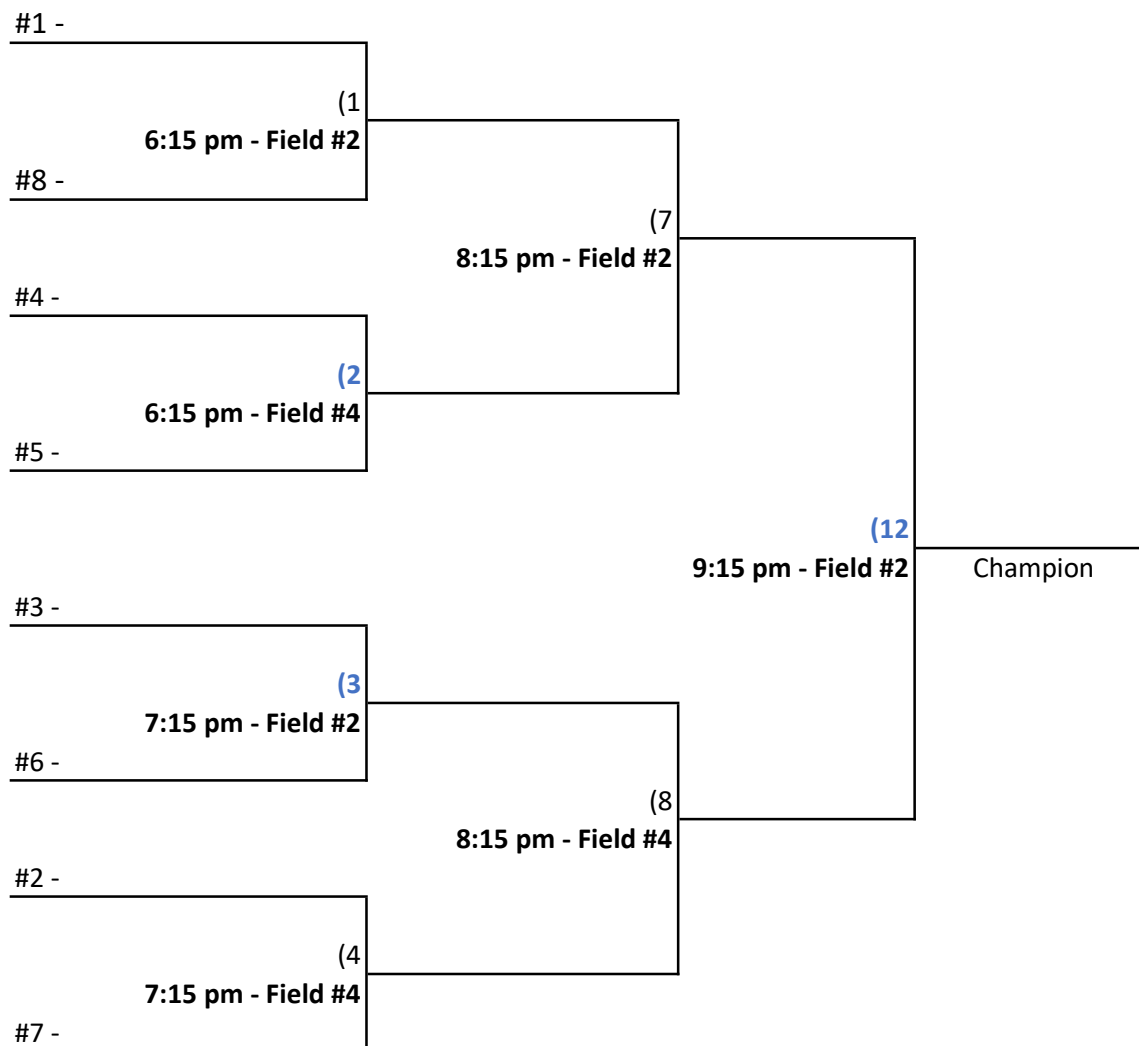 #1 -
(1
6:15 pm - Field #2
#8 -
(7
8:15 pm - Field #2
#4 -
(2
6:15 pm - Field #4
#5 -
(12
9:15 pm - Field #2
Champion
#3 -
(3
7:15 pm - Field #2
#6 -
(8
8:15 pm - Field #4
#2 -
(4
7:15 pm - Field #4
#7 -